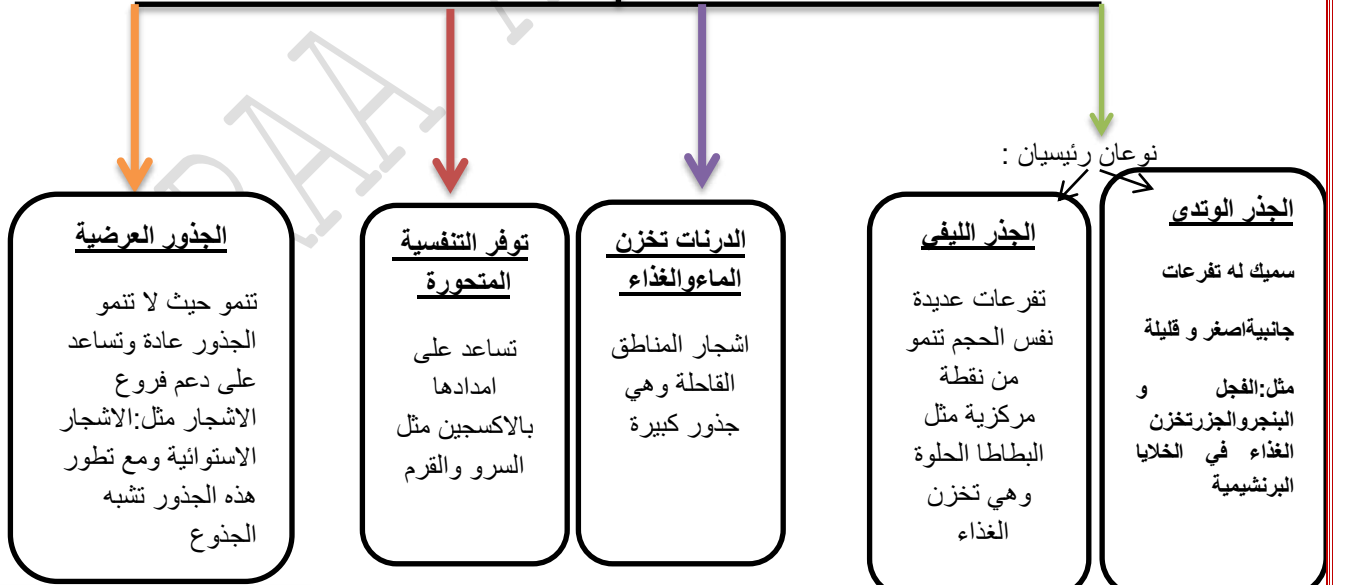 نوعان رئيسيان :
الجذر الوتدي
سميك له تفرعات
جانبيةاصغر و قليلة
مثل:الفجل و
البنجروالجزرتخزن
الغذاء في الخلايا
البرنشيمية
الجذر الليفي
تفرعات عديدة
نفس الحجم تنمو
من نقطة
مركزية مثل
البطاطا الحلوة
وهي تخزن
الغذاء
الدرنات تخزن
الماءوالغذاء
اشجار المناطق
القاحلة وهي
جذور كبيرة
توفر التنفسية
المتحورة
تساعد على
امدادها
بالاكسجين مثل
السرو والقرم
الجذور العرضية
تنمو حيث لا تنمو
الجذور عادة وتساعد
على دعم فروع
الاشجار مثل:الاشجار
الاستوائية ومع تطور
هذه الجذور تشبه
الجذوع